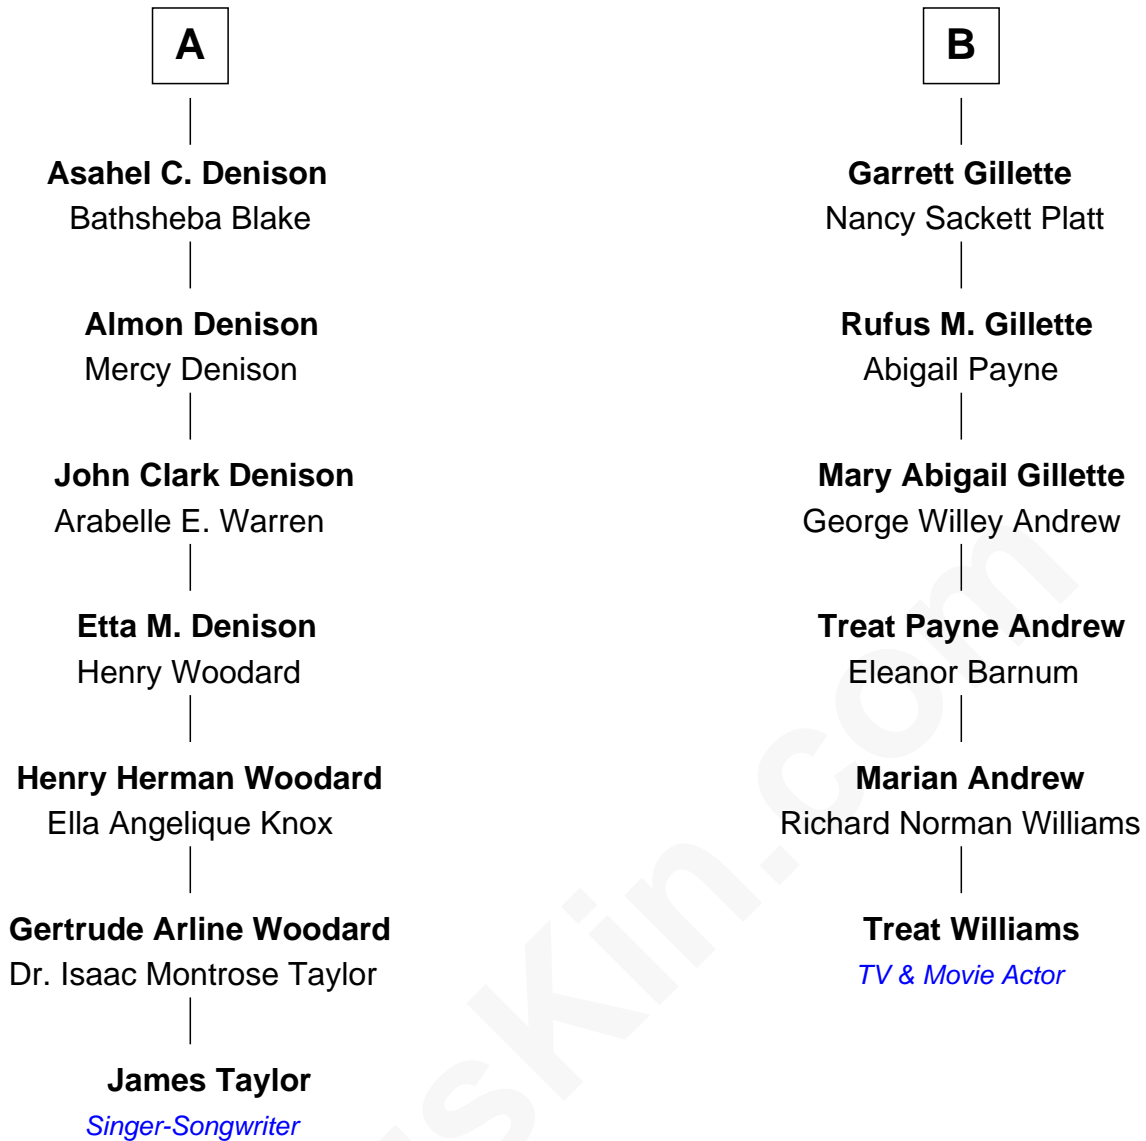 A
Asahel C. Denison
Bathsheba Blake
Almon Denison
Mercy Denison
John Clark Denison
Arabelle E. Warren
Etta M. Denison
Henry Woodard
Henry Herman Woodard
Ella Angelique Knox
Gertrude Arline Woodard
Dr. Isaac Montrose Taylor
James Taylor
Singer-Songwriter
B
Garrett Gillette
Nancy Sackett Platt
Rufus M. Gillette
Abigail Payne
Mary Abigail Gillette
George Willey Andrew
Treat Payne Andrew
Eleanor Barnum
Marian Andrew
Richard Norman Williams
Treat Williams
TV & Movie Actor
usKin.com